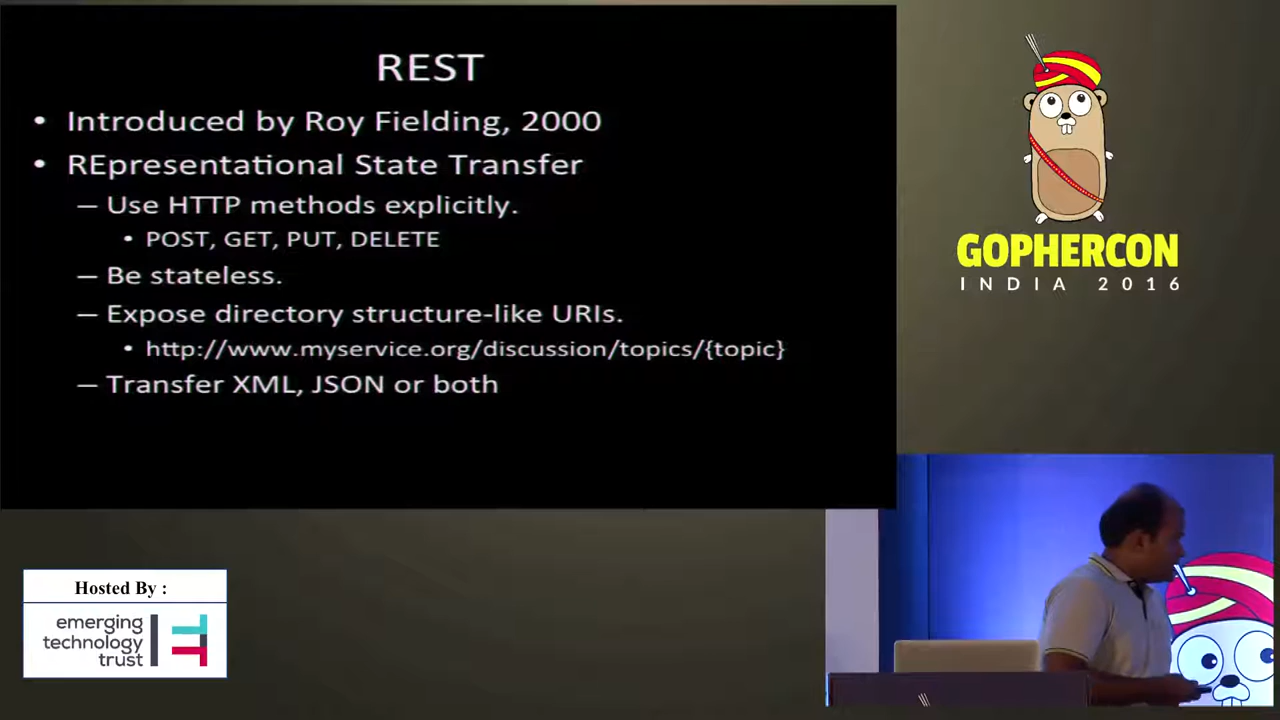 REST
• Introduced by Roy Fielding, 2000
• REpresentational State Transfer
– Use HTTP methods explicitly.
• POST, GET, PUT, DELETE
– Be stateless.
– Expose directory structure-like URIs.
• http://www.myservice.org/discussion/topics/{topic}
– Transfer XML, JSON or both
GOPHERCON
INDIA 2016
Hosted By :
emerging
technology
trust